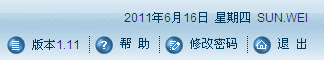 2011年6月16日 星期四 SUN.WEI
版本1.11 帮 助 修改密码 退 出